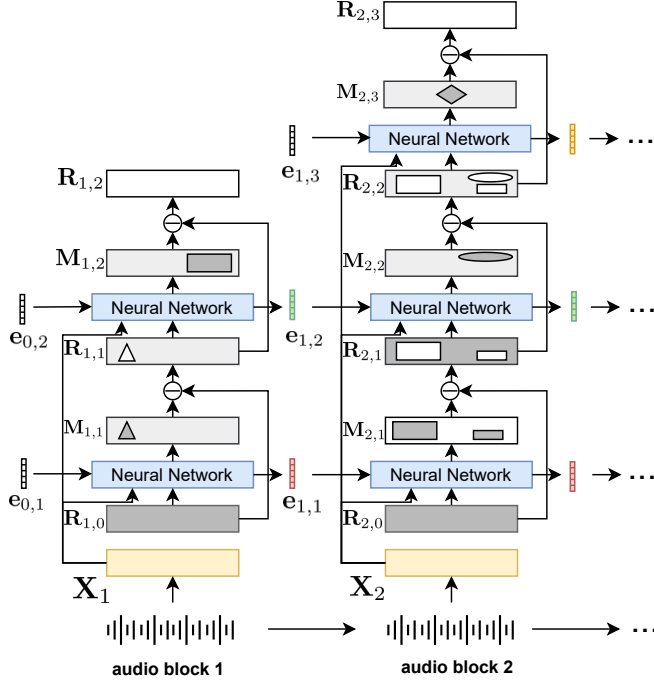 R₂,₃
M₂,₃
Neural Network
e₁,₃
...
R₁,₂
R₂,₂
M₁,₂
M₂,₂
Neural Network
Neural Network
e₀,₂
e₁,₂
...
R₁,₁
R₂,₁
M₁,₁
M₂,₁
Neural Network
Neural Network
e₀,₁
e₁,₁
...
R₁,₀
R₂,₀
X₁
X₂
...
audio block 1
audio block 2